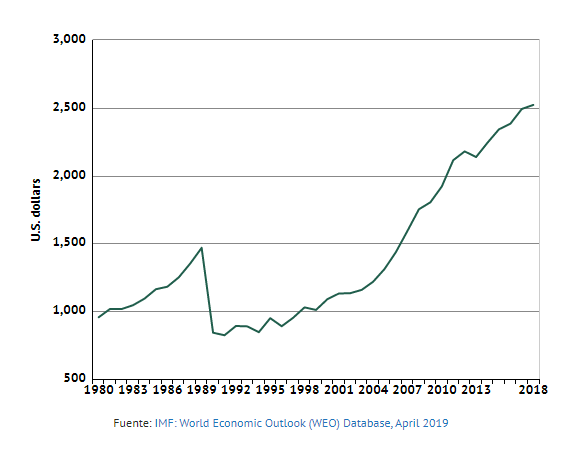 3,000
2,500
2,000
1,500
1,000
500
U.S. dollars
1980 1983 1986 1989 1992 1995 1998 2001 2004 2007 2010 2013 2018
Fuente: IMF: World Economic Outlook (WEO) Database, April 2019